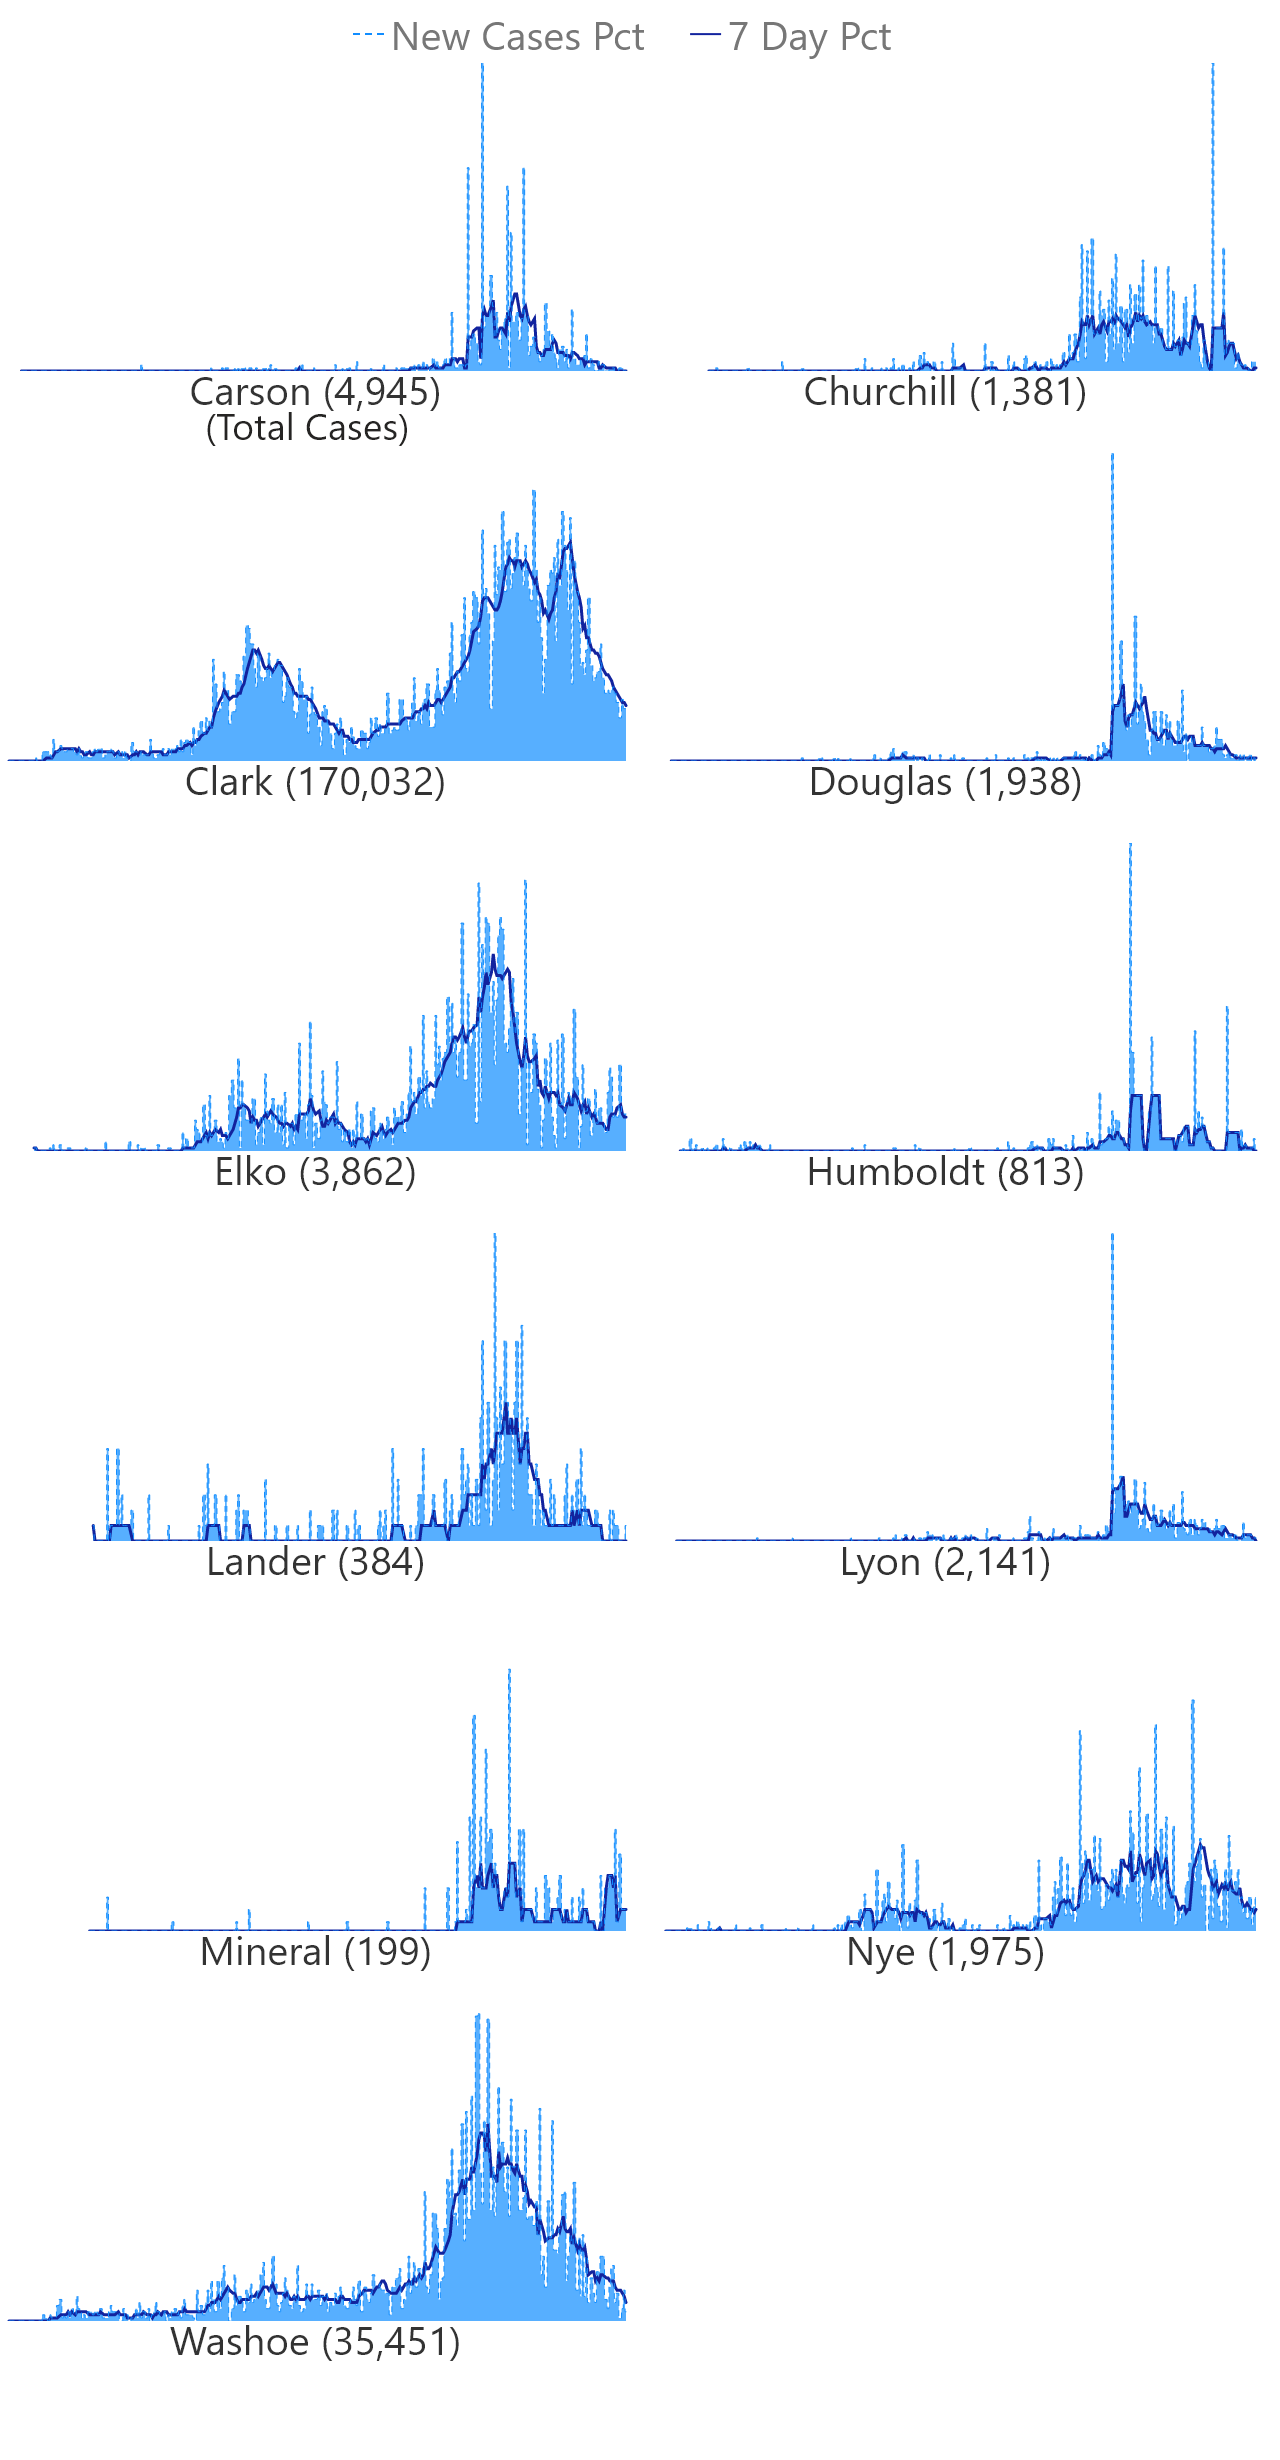 New Cases Pct 7 Day Pct
Carson (4,945) Churchill (1,381)
(Total Cases)
Clark (170,032) Douglas (1,938)
Elko (3,862) Humboldt (813)
Lander (384) Lyon (2,141)
Mineral (199) Nye (1,975)
Washoe (35,451)